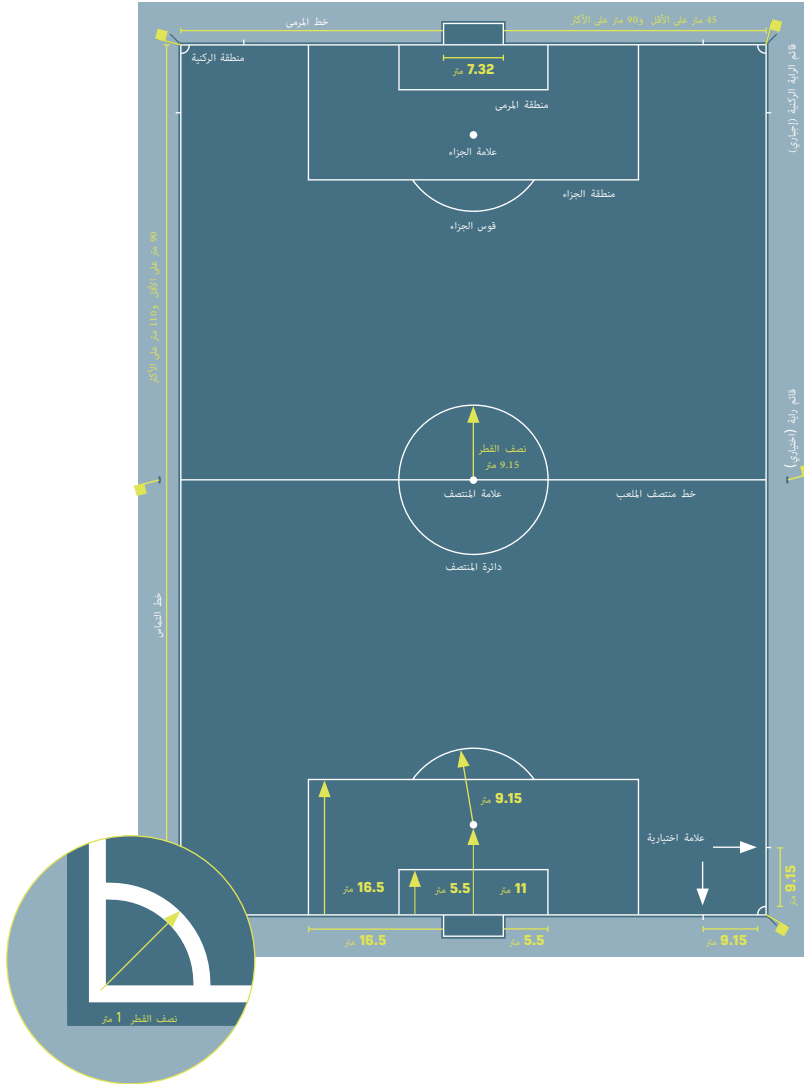 خط المرمى
45 متر على الأقل و90 متر على الأكثر
منطقة الركنية
7.32 متر
قائم الراية الركنية (إجباري)
منطقة المرمى
علامة الجزاء
منطقة الجزاء
قوس الجزاء
90 متر على الأقل و110 متر على الأكثر
قائم راية (اختياري)
نصف القطر
9.15 متر
علامة المنتصف
خط منتصف الملعب
دائرة المنتصف
خط التماس
9.15 متر
علامة اختيارية
16.5 متر
5.5 متر
11 متر
9.15 متر
16.5 متر
5.5 متر
9.15 متر
نصف القطر 1 متر